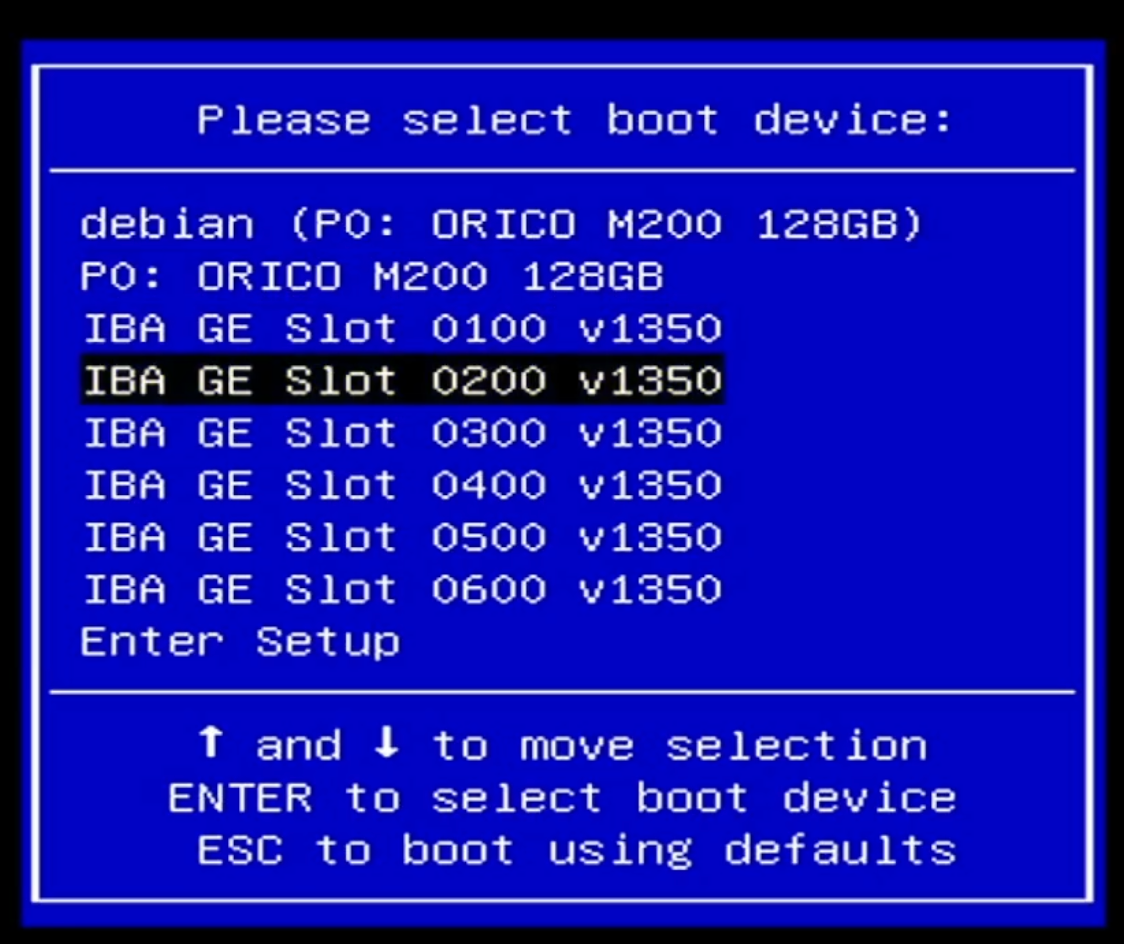 Please select boot device:
debian (P0: ORICO M200 128GB)
P0: ORICO M200 128GB
IBA GE Slot 0100 v1350
IBA GE Slot 0200 v1350
IBA GE Slot 0300 v1350
IBA GE Slot 0400 v1350
IBA GE Slot 0500 v1350
IBA GE Slot 0600 v1350
Enter Setup
↑ and ↓ to move selection
ENTER to select boot device
ESC to boot using defaults